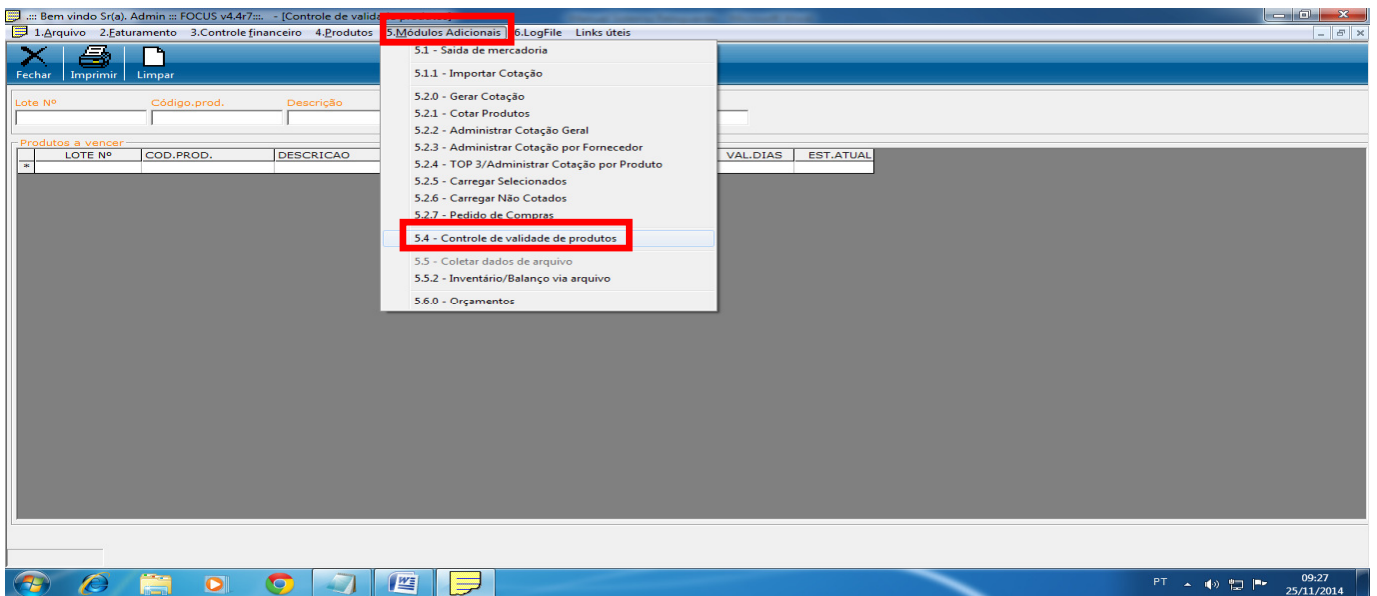 .::: Bem vindo Sr(a). Admin ::: FOCUS v4.4r7:::. - [Controle de valid
1.Arquivo 2.Faturamento 3.Controle financeiro 4.Produtos 5.Módulos Adicionais 6.LogFile Links úteis
Fechar Imprimir Limpar
Lote Nº Código.prod. Descrição
Produtos a vencer
LOTE Nº COD.PROD. DESCRICAO VAL.DIAS EST.ATUAL
*
5.1 - Saida de mercadoria
5.1.1 - Importar Cotação
5.2.0 - Gerar Cotação
5.2.1 - Cotar Produtos
5.2.2 - Administrar Cotação Geral
5.2.3 - Administrar Cotação por Fornecedor
5.2.4 - TOP 3/Administrar Cotação por Produto
5.2.5 - Carregar Selecionados
5.2.6 - Carregar Não Cotados
5.2.7 - Pedido de Compras
5.4 - Controle de validade de produtos
5.5 - Coletar dados de arquivo
5.5.2 - Inventário/Balanço via arquivo
5.6.0 - Orçamentos
PT 09:27
25/11/2014